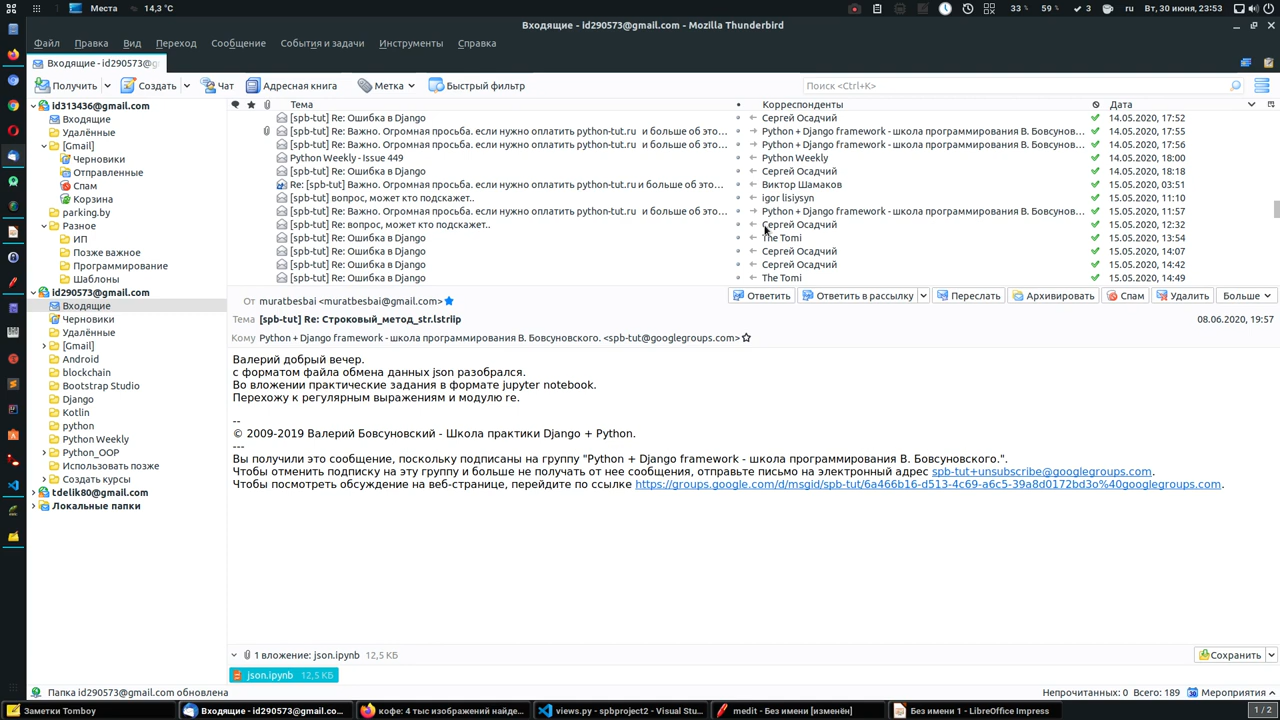 Места 14,3 °C 33 % 59 % 3 ru Вт, 30 июня, 23:53
Входящие - id290573@gmail.com - Mozilla Thunderbird
Файл Правка Вид Переход Сообщение События и задачи Инструменты Справка
Входящие - id290573@g
Получить Создать Чат Адресная книга Метка Быстрый фильтр Поиск <Ctrl+K>
id313436@gmail.com
Входящие
Удалённые
[Gmail]
Черновики
Отправленные
Спам
Корзина
parking.by
Разное
ИП
Позже важное
Программирование
Шаблоны
id290573@gmail.com
Входящие
Черновики
Удалённые
[Gmail]
Android
blockchain
Bootstrap Studio
Django
Kotlin
python
Python Weekly
Python_OOP
Использовать позже
Создать курсы
tdelik80@gmail.com
Локальные папки
Тема Корреспонденты Дата
[spb-tut] Re: Ошибка в Django Сергей Осадчий 14.05.2020, 17:52
[spb-tut] Re: Важно. Огромная просьба. если нужно оплатить python-tut.ru и больше об это... Python + Django framework - школа программирования В. Бовсунов... 14.05.2020, 17:55
[spb-tut] Re: Важно. Огромная просьба. если нужно оплатить python-tut.ru и больше об это... Python + Django framework - школа программирования В. Бовсунов... 14.05.2020, 17:56
Python Weekly - Issue 449 Python Weekly 14.05.2020, 18:00
[spb-tut] Re: Ошибка в Django Сергей Осадчий 14.05.2020, 18:18
Re: [spb-tut] Важно. Огромная просьба. если нужно оплатить python-tut.ru и больше об это... Виктор Шамаков 15.05.2020, 03:51
[spb-tut] вопрос, может кто подскажет.. igor lisiysyn 15.05.2020, 11:10
[spb-tut] Re: Важно. Огромная просьба. если нужно оплатить python-tut.ru и больше об это... Python + Django framework - школа программирования В. Бовсунов... 15.05.2020, 11:57
[spb-tut] Re: вопрос, может кто подскажет.. Сергей Осадчий 15.05.2020, 12:32
[spb-tut] Re: Ошибка в Django The Tomi 15.05.2020, 13:54
[spb-tut] Re: Ошибка в Django Сергей Осадчий 15.05.2020, 14:07
[spb-tut] Re: Ошибка в Django Сергей Осадчий 15.05.2020, 14:42
[spb-tut] Re: Ошибка в Django The Tomi 15.05.2020, 14:49
От muratbesbai <muratbesbai@gmail.com> Ответить Ответить в рассылку Переслать Архивировать Спам Удалить Больше
Тема [spb-tut] Re: Строковый_метод_str.lstriip 08.06.2020, 19:57
Кому Python + Django framework - школа программирования В. Бовсуновского. <spb-tut@googlegroups.com>
Валерий добрый вечер.
с форматом файла обмена данных json разобрался.
Во вложении практические задания в формате jupyter notebook.
Перехожу к регулярным выражениям и модулю re.
--
© 2009-2019 Валерий Бовсуновский - Школа практики Django + Python.
---
Вы получили это сообщение, поскольку подписаны на группу "Python + Django framework - школа программирования В. Бовсуновского.".
Чтобы отменить подписку на эту группу и больше не получать от нее сообщения, отправьте письмо на электронный адрес spb-tut+unsubscribe@googlegroups.com.
Чтобы посмотреть обсуждение на веб-странице, перейдите по ссылке https://groups.google.com/d/msgid/spb-tut/6a466b16-d513-4c69-a6c5-39a8d0172bd3o%40googlegroups.com.
1 вложение: json.ipynb 12,5 КБ Сохранить
json.ipynb 12,5 КБ
Папка id290573@gmail.com обновлена Непрочитанных: 0 Всего: 189 Мероприятия
Заметки Tomboy Входящие - id290573@gmail.co... кофе: 4 тыс изображений найде... views.py - spbproject2 - Visual Stu... medit - Без имени [изменён] Без имени 1 - LibreOffice Impress 1 / 2